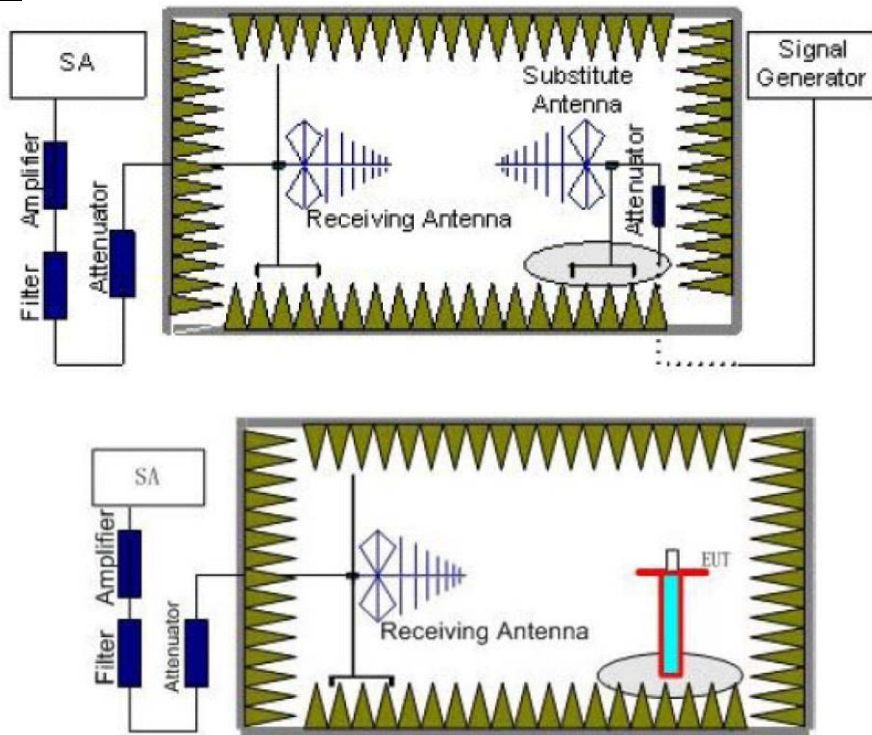 SA
Substitute
Antenna
Signal
Generator
Amplifier
Attenuator
Filter
Receiving Antenna
Attenuator
SA
EUT
Amplifier
Filter
Attenuator
Receiving Antenna